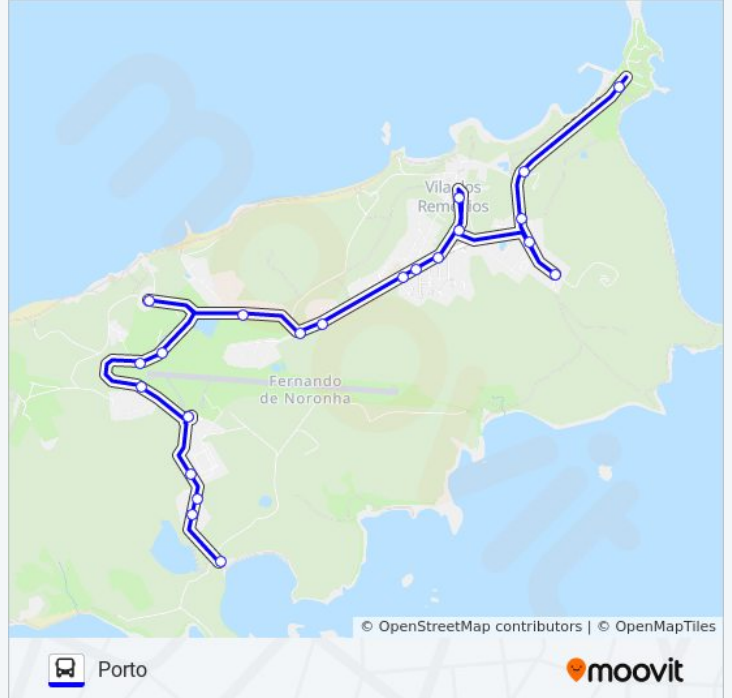 Vila dos
Remédios
Fernando
de Noronha
© OpenStreetMap contributors | © OpenMapTiles
Porto
moovit